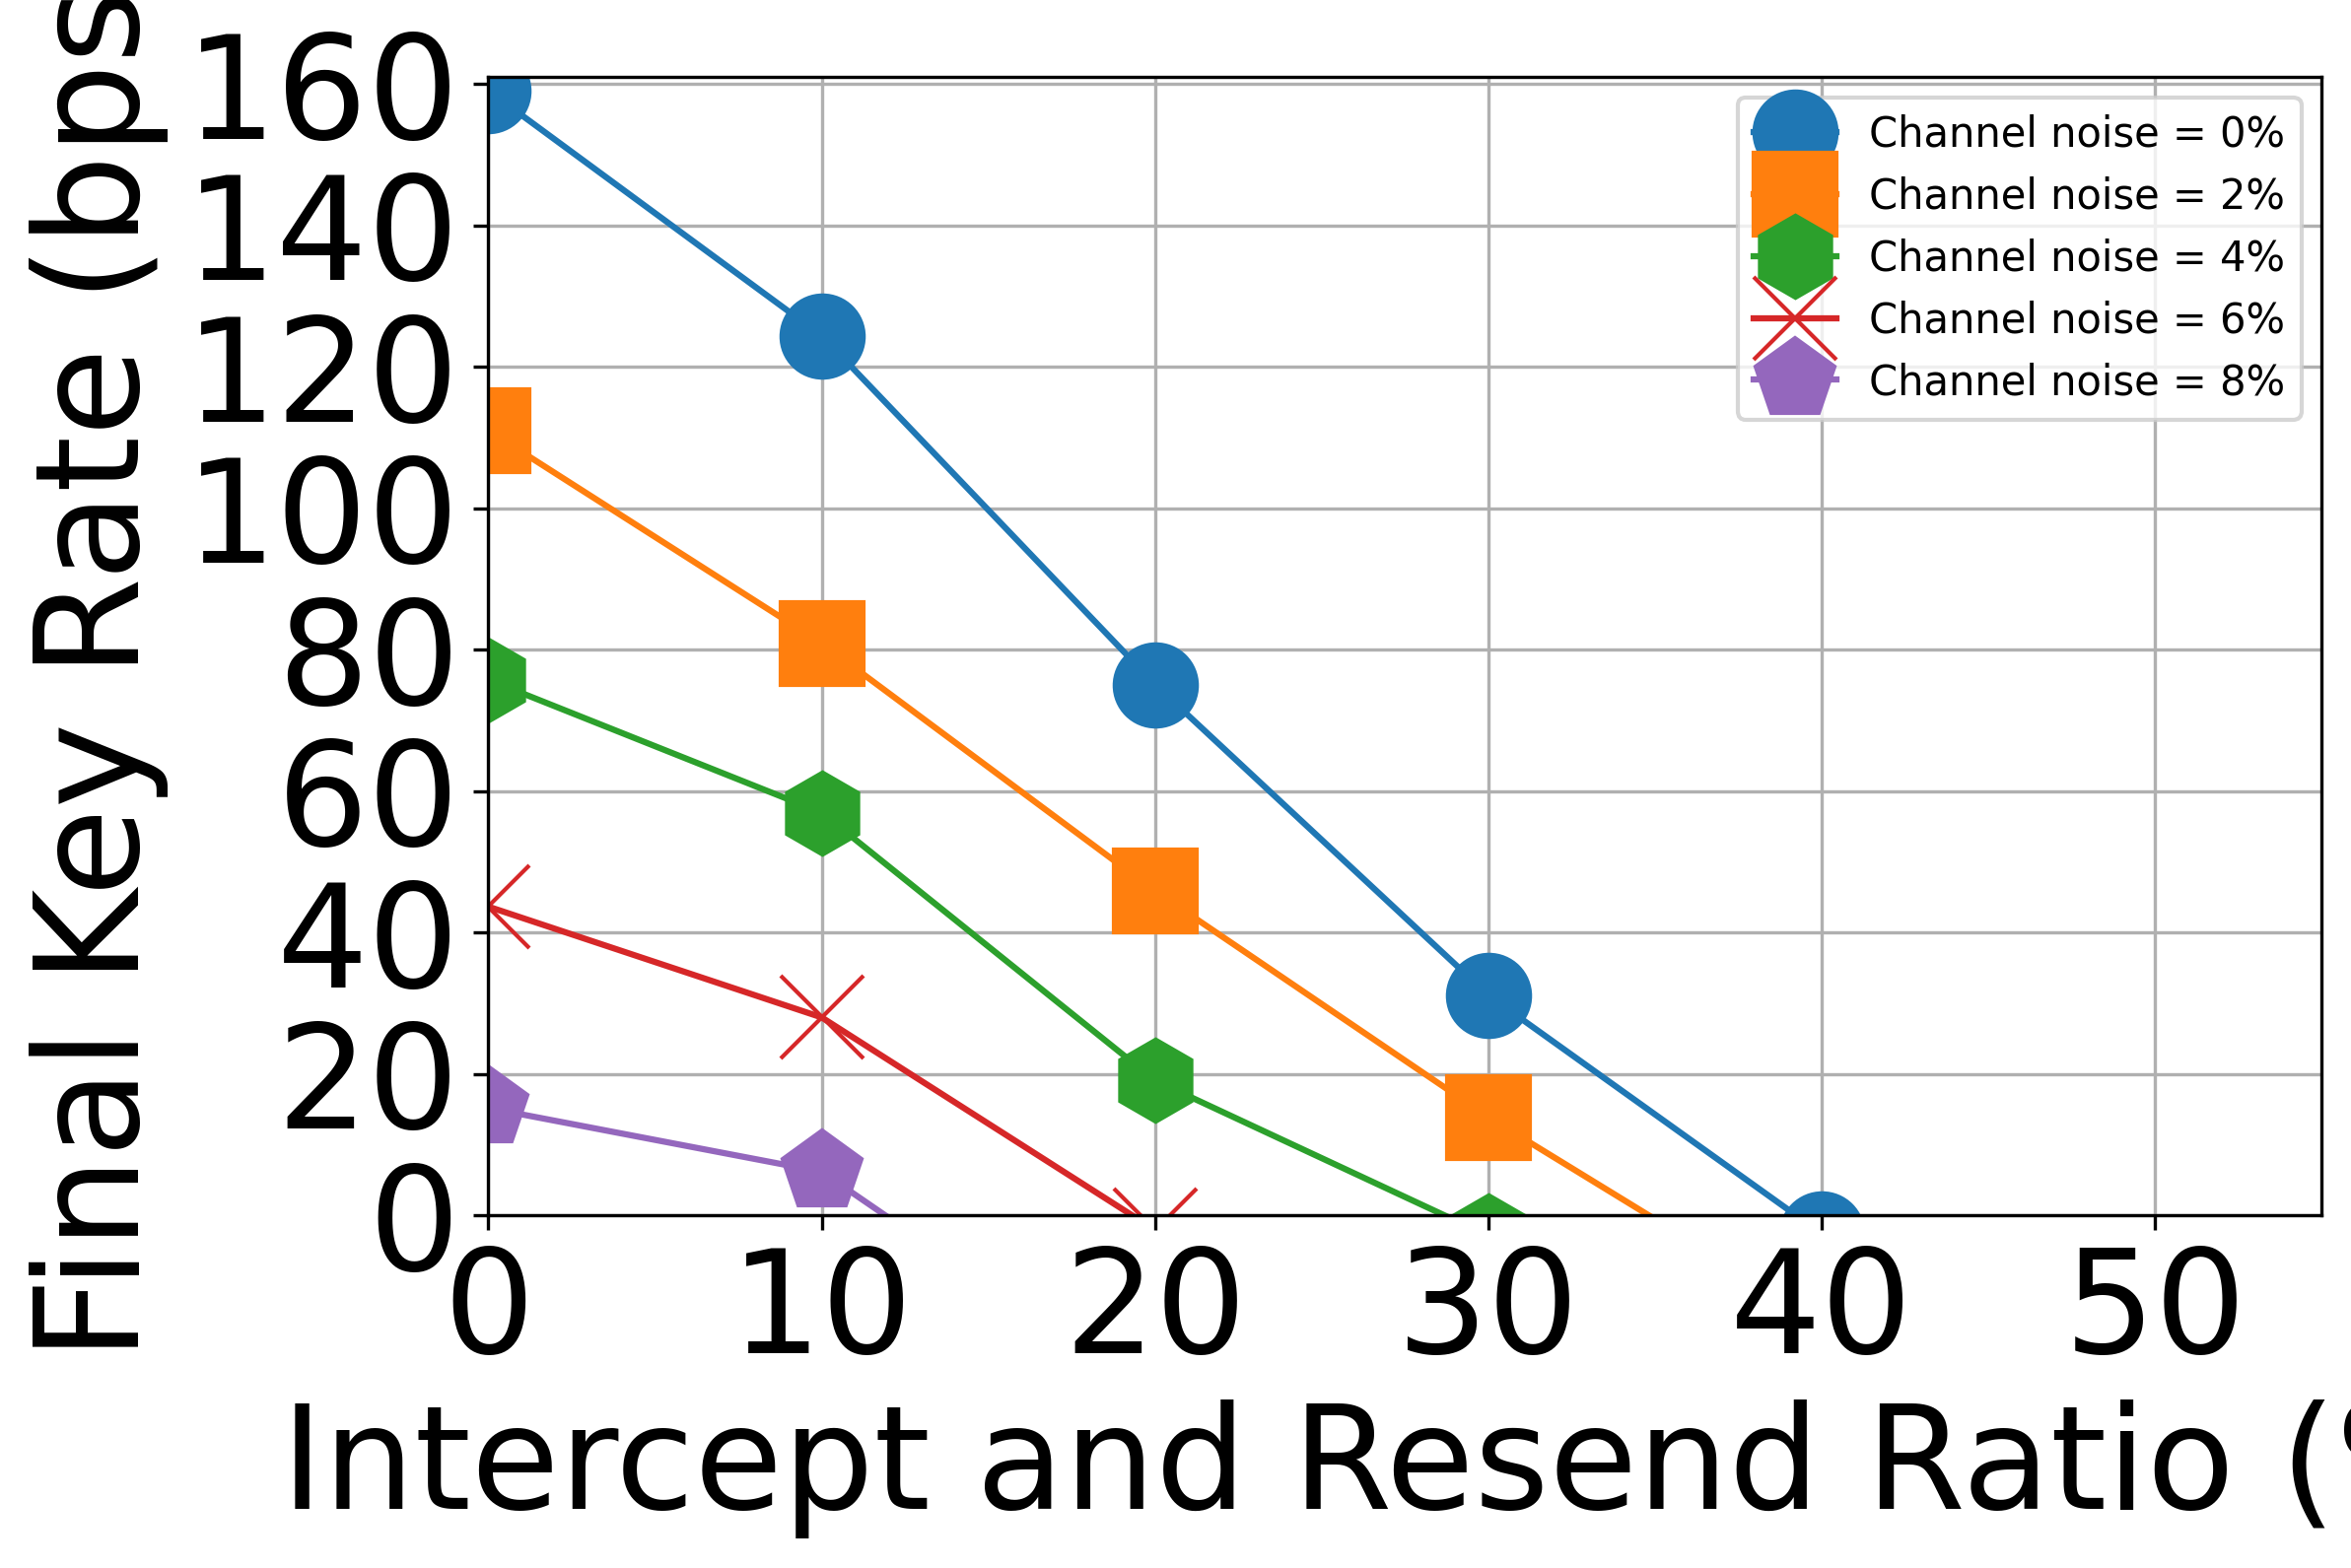 Final Key Rate (bps
160
140
120
100
80
60
40
20
0
0 10 20 30 40 50
Intercept and Resend Ratio (
Channel noise = 0%
Channel noise = 2%
Channel noise = 4%
Channel noise = 6%
Channel noise = 8%